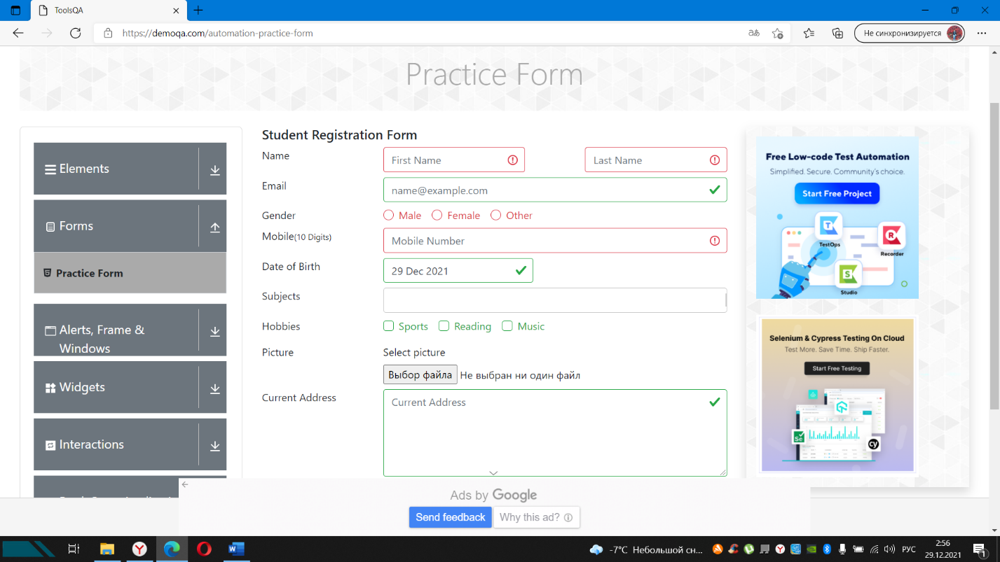 ToolsQA
https://demoqa.com/automation-practice-form
аあ
Не синхронизируется
Practice Form
Elements
Forms
Practice Form
Alerts, Frame &
Windows
Widgets
Interactions
Student Registration Form
Name
First Name
Last Name
Email
name@example.com
Gender
Male
Female
Other
Mobile(10 Digits)
Mobile Number
Date of Birth
29 Dec 2021
Subjects
Hobbies
Sports
Reading
Music
Picture
Select picture
Выбор файла Не выбран ни один файл
Current Address
Current Address
Free Low-code Test Automation
Simplified. Secure. Community's choice.
Start Free Project
TestOps
Recorder
Studio
Selenium & Cypress Testing On Cloud
Test More. Save Time. Ship Faster.
Start Free Testing
Se
cy
Ads by Google
Send feedback
Why this ad?
-7°C Небольшой сн...
РУС
2:56
29.12.2021
1